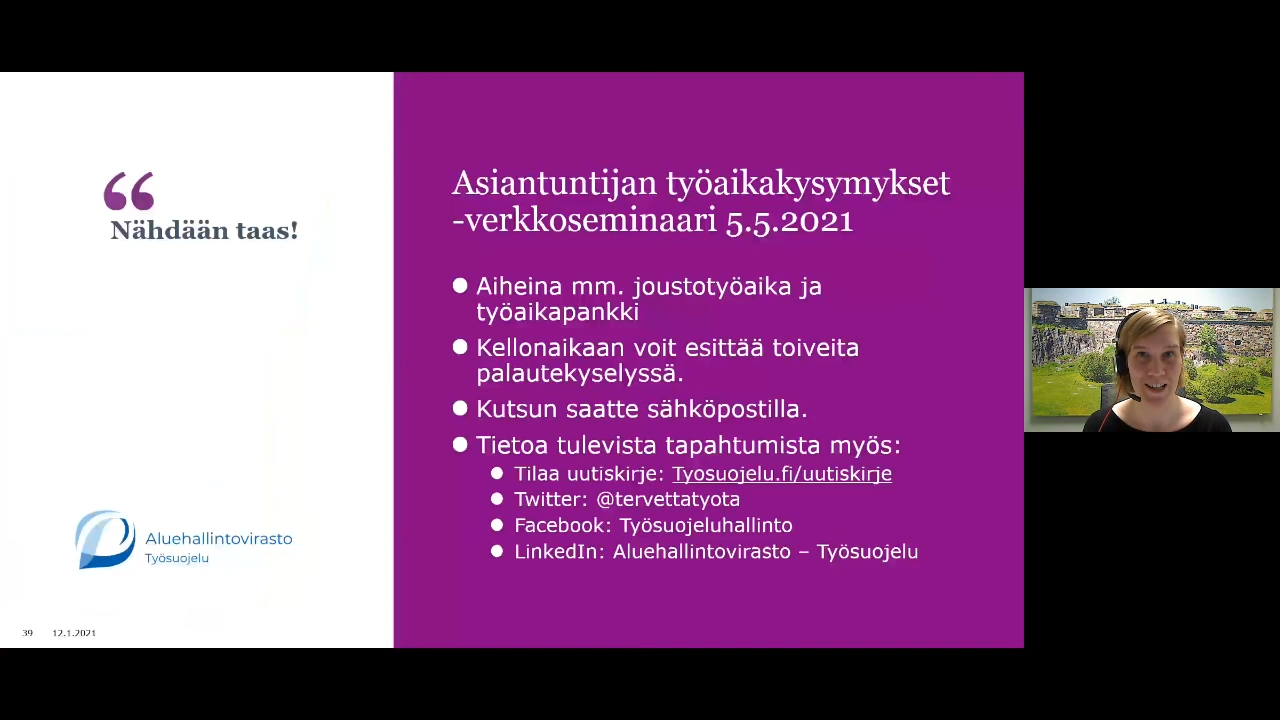 “
Nähdään taas!
Aluehallintovirasto
Työsuojelu
39 12.1.2021
Asiantuntijan työaikakysymykset
-verkkoseminaari 5.5.2021
● Aiheina mm. joustotyöaika ja
työaikapankki
● Kellonaikaan voit esittää toiveita
palautekyselyssä.
● Kutsun saatte sähköpostilla.
● Tietoa tulevista tapahtumista myös:
● Tilaa uutiskirje: Tyosuojelu.fi/uutiskirje
● Twitter: @tervettatyota
● Facebook: Työsuojeluhallinto
● LinkedIn: Aluehallintovirasto – Työsuojelu